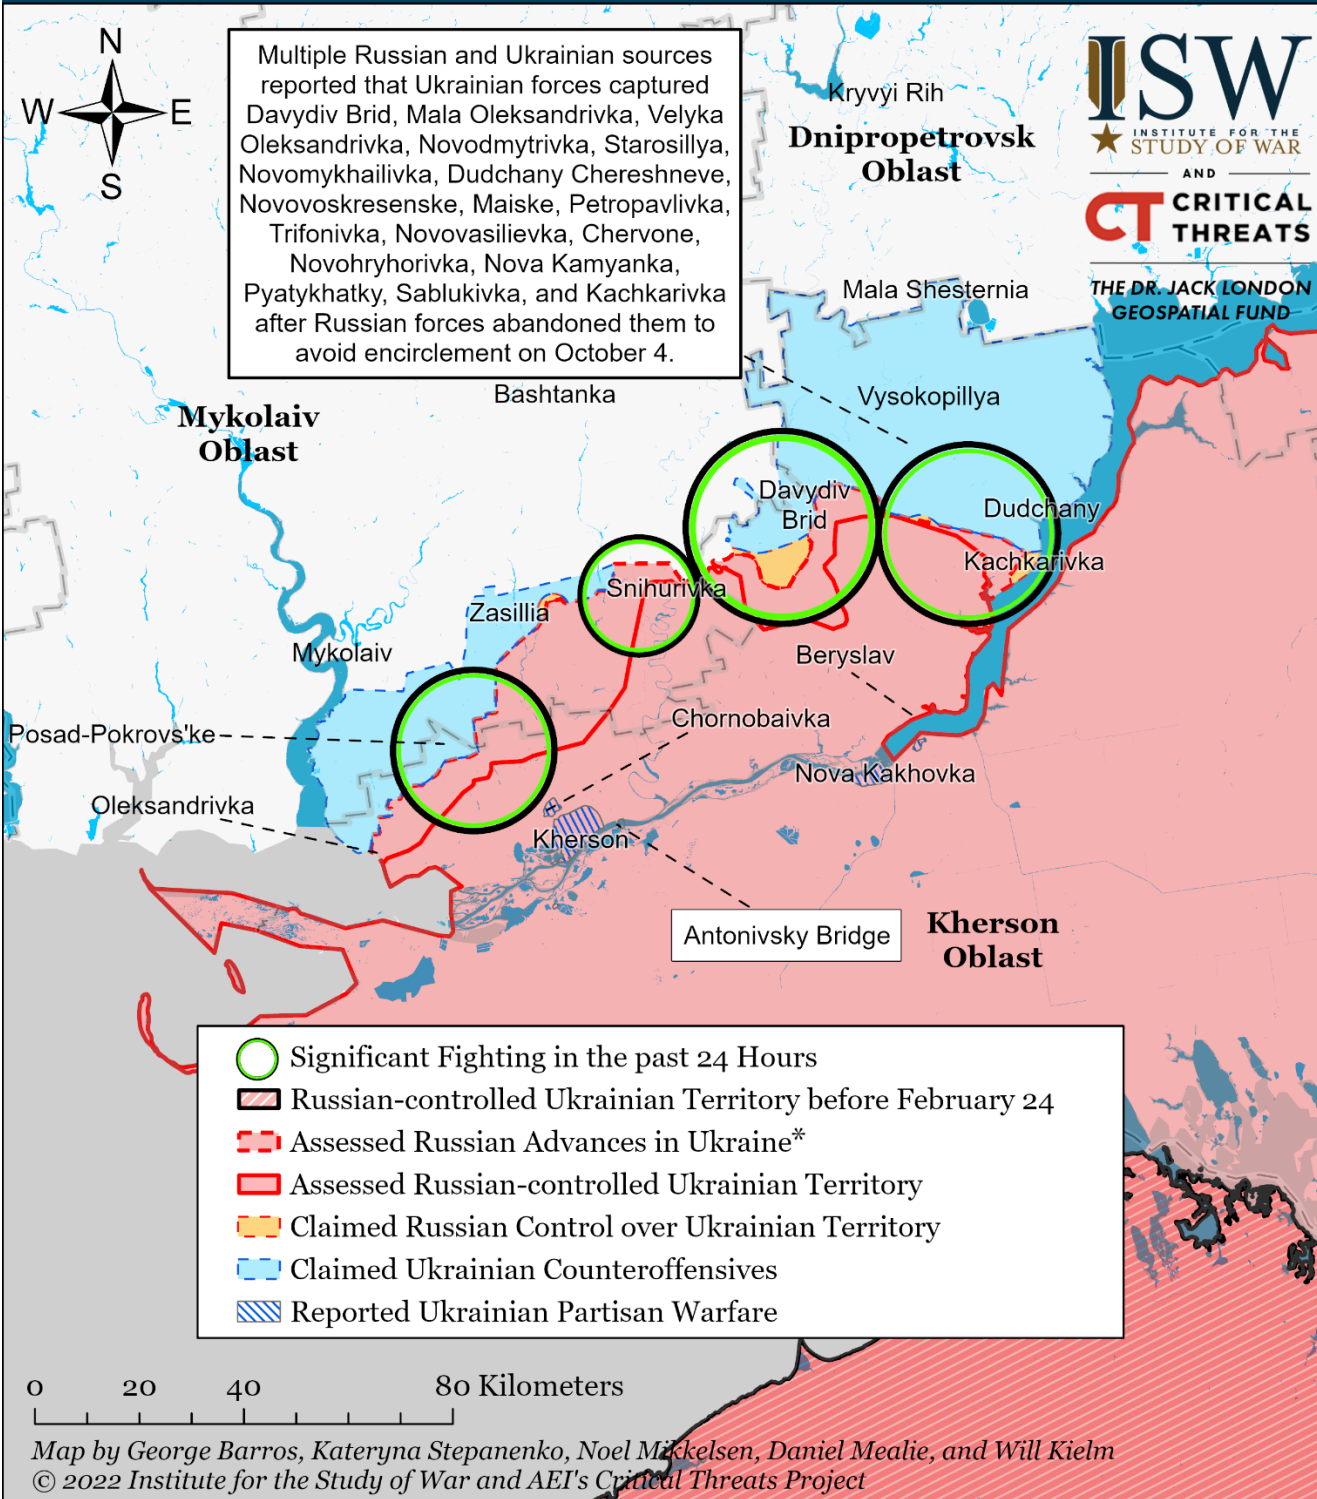 N
W E
S
Multiple Russian and Ukrainian sources
reported that Ukrainian forces captured
Davydiv Brid, Mala Oleksandrivka, Velyka
Oleksandrivka, Novodmytrivka, Starosillya,
Novomykhailivka, Dudchany Chereshneve,
Novovoskresenske, Maiske, Petropavlivka,
Trifonivka, Novovasilievka, Chervone,
Novohryhorivka, Nova Kamyanka,
Pyatykhatky, Sablukivka, and Kachkarivka
after Russian forces abandoned them to
avoid encirclement on October 4.
ISW
INSTITUTE FOR THE
STUDY OF WAR
AND
CT CRITICAL
THREATS
THE DR. JACK LONDON
GEOSPATIAL FUND
Kryvyi Rih
Dnipropetrovsk
Oblast
Mala Shesternia
Vysokopillya
Bashtanka
Mykolaiv
Oblast
Davydiv
Brid
Dudchany
Kachkarivka
Snihurivka
Zasillia
Mykolaiv
Beryslav
Chornobaivka
Posad-Pokrovs'ke
Nova Kakhovka
Oleksandrivka
Kherson
Antonivsky Bridge
Kherson
Oblast
Significant Fighting in the past 24 Hours
Russian-controlled Ukrainian Territory before February 24
Assessed Russian Advances in Ukraine*
Assessed Russian-controlled Ukrainian Territory
Claimed Russian Control over Ukrainian Territory
Claimed Ukrainian Counteroffensives
Reported Ukrainian Partisan Warfare
0 20 40 80 Kilometers
Map by George Barros, Kateryna Stepanenko, Noel Mikkelsen, Daniel Mealie, and Will Kielm
© 2022 Institute for the Study of War and AEI's Critical Threats Project